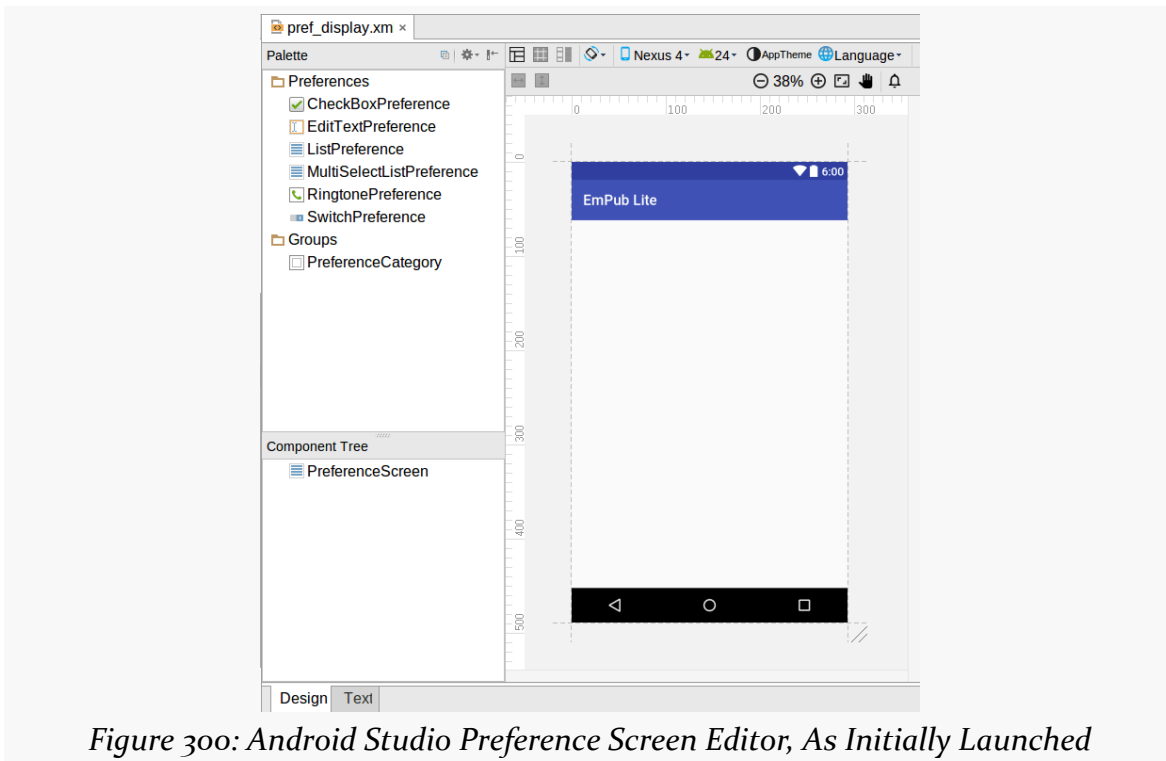 pref_display.xm ×
Palette
Nexus 4
24
AppTheme
Language
Preferences
38%
CheckBoxPreference
EditTextPreference
ListPreference
MultiSelectListPreference
RingtonePreference
SwitchPreference
Groups
PreferenceCategory
0
100
200
300
0
100
200
300
400
500
6:00
EmPub Lite
Component Tree
PreferenceScreen
Design
Text
Figure 300: Android Studio Preference Screen Editor, As Initially Launched